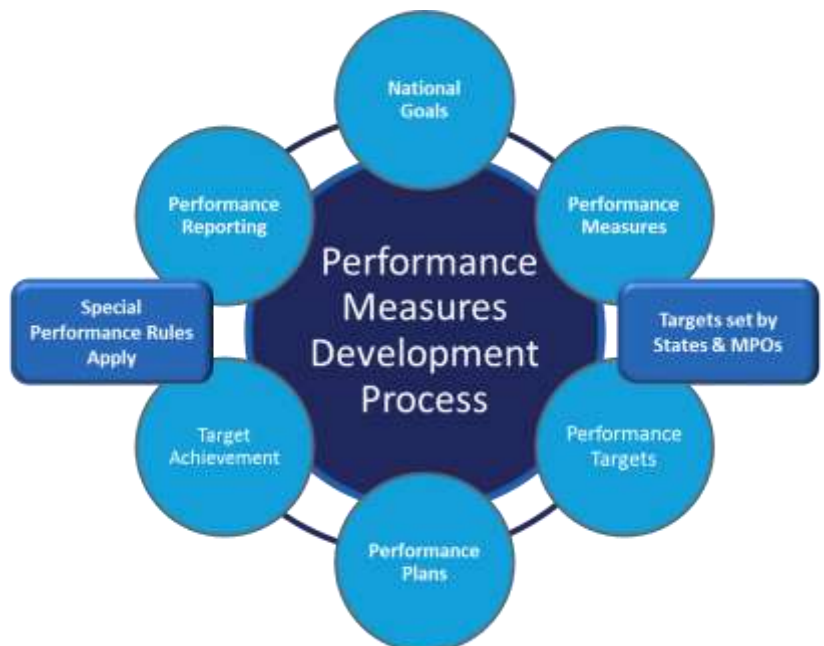 National
Goals
Performance
Reporting
Performance
Measures
Performance
Measures
Development
Process
Special
Performance Rules
Apply
Targets set by
States & MPOs
Target
Achievement
Performance
Targets
Performance
Plans